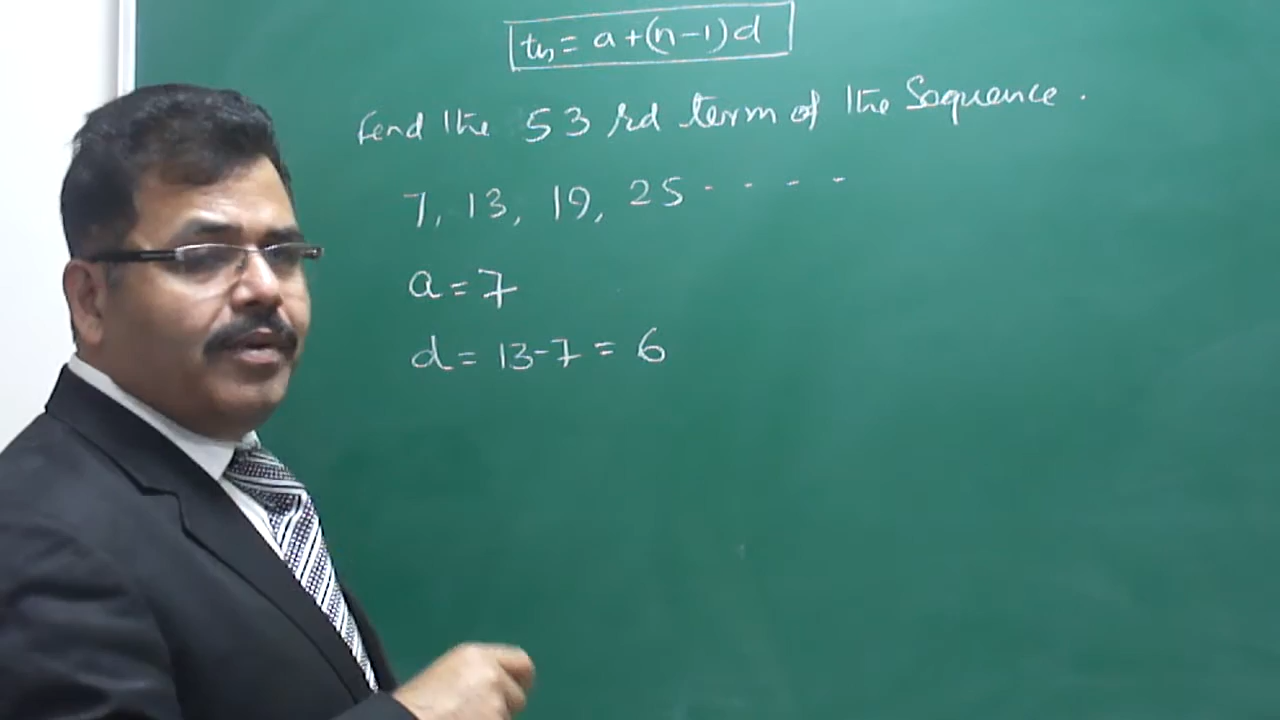 tn = a+(n-1)d
Find the 53rd term of the Sequence.
7, 13, 19, 25 - - - -
a = 7
d = 13-7 = 6